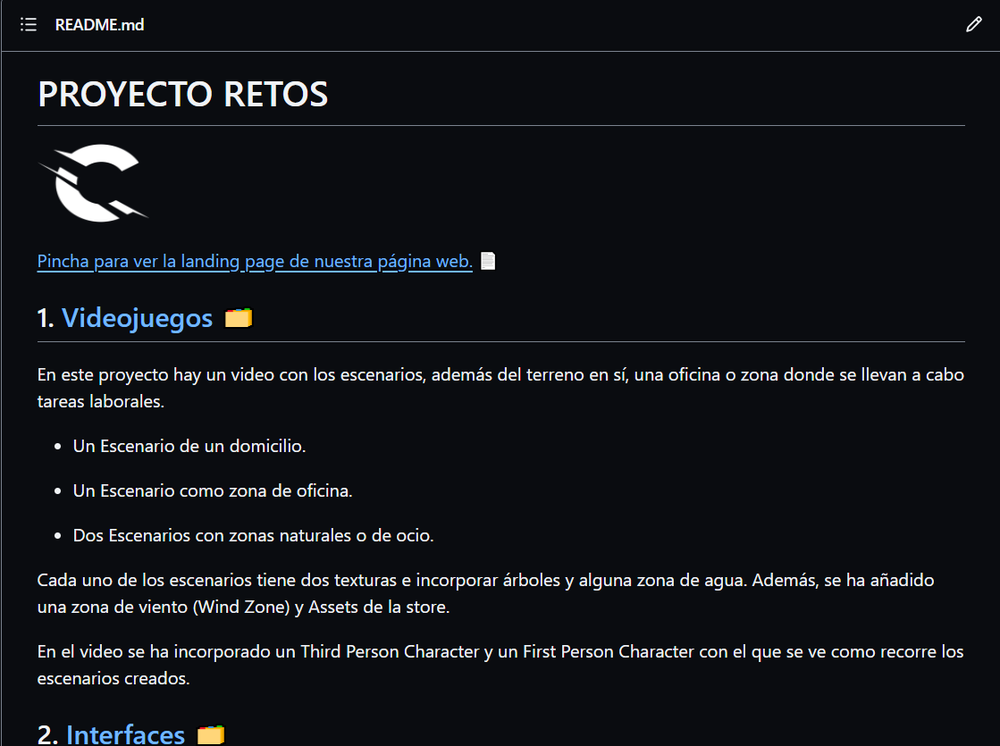 README.md
PROYECTO RETOS
Pincha para ver la landing page de nuestra página web.
1. Videojuegos
En este proyecto hay un video con los escenarios, además del terreno en sí, una oficina o zona donde se llevan a cabo
tareas laborales.
Un Escenario de un domicilio.
Un Escenario como zona de oficina.
Dos Escenarios con zonas naturales o de ocio.
Cada uno de los escenarios tiene dos texturas e incorporar árboles y alguna zona de agua. Además, se ha añadido
una zona de viento (Wind Zone) y Assets de la store.
En el video se ha incorporado un Third Person Character y un First Person Character con el que se ve como recorre los
escenarios creados.
2. Interfaces